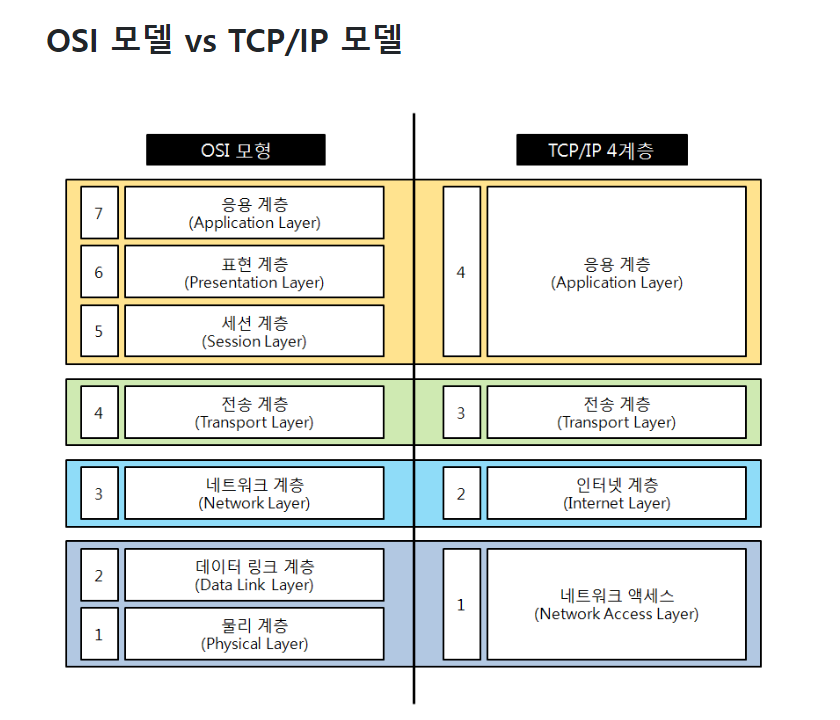 OSI 모델 vs TCP/IP 모델
OSI 모형
TCP/IP 4계층
7
응용 계층
(Application Layer)
6
표현 계층
(Presentation Layer)
5
세션 계층
(Session Layer)
4
응용 계층
(Application Layer)
4
전송 계층
(Transport Layer)
3
전송 계층
(Transport Layer)
3
네트워크 계층
(Network Layer)
2
인터넷 계층
(Internet Layer)
2
데이터 링크 계층
(Data Link Layer)
1
물리 계층
(Physical Layer)
1
네트워크 액세스
(Network Access Layer)